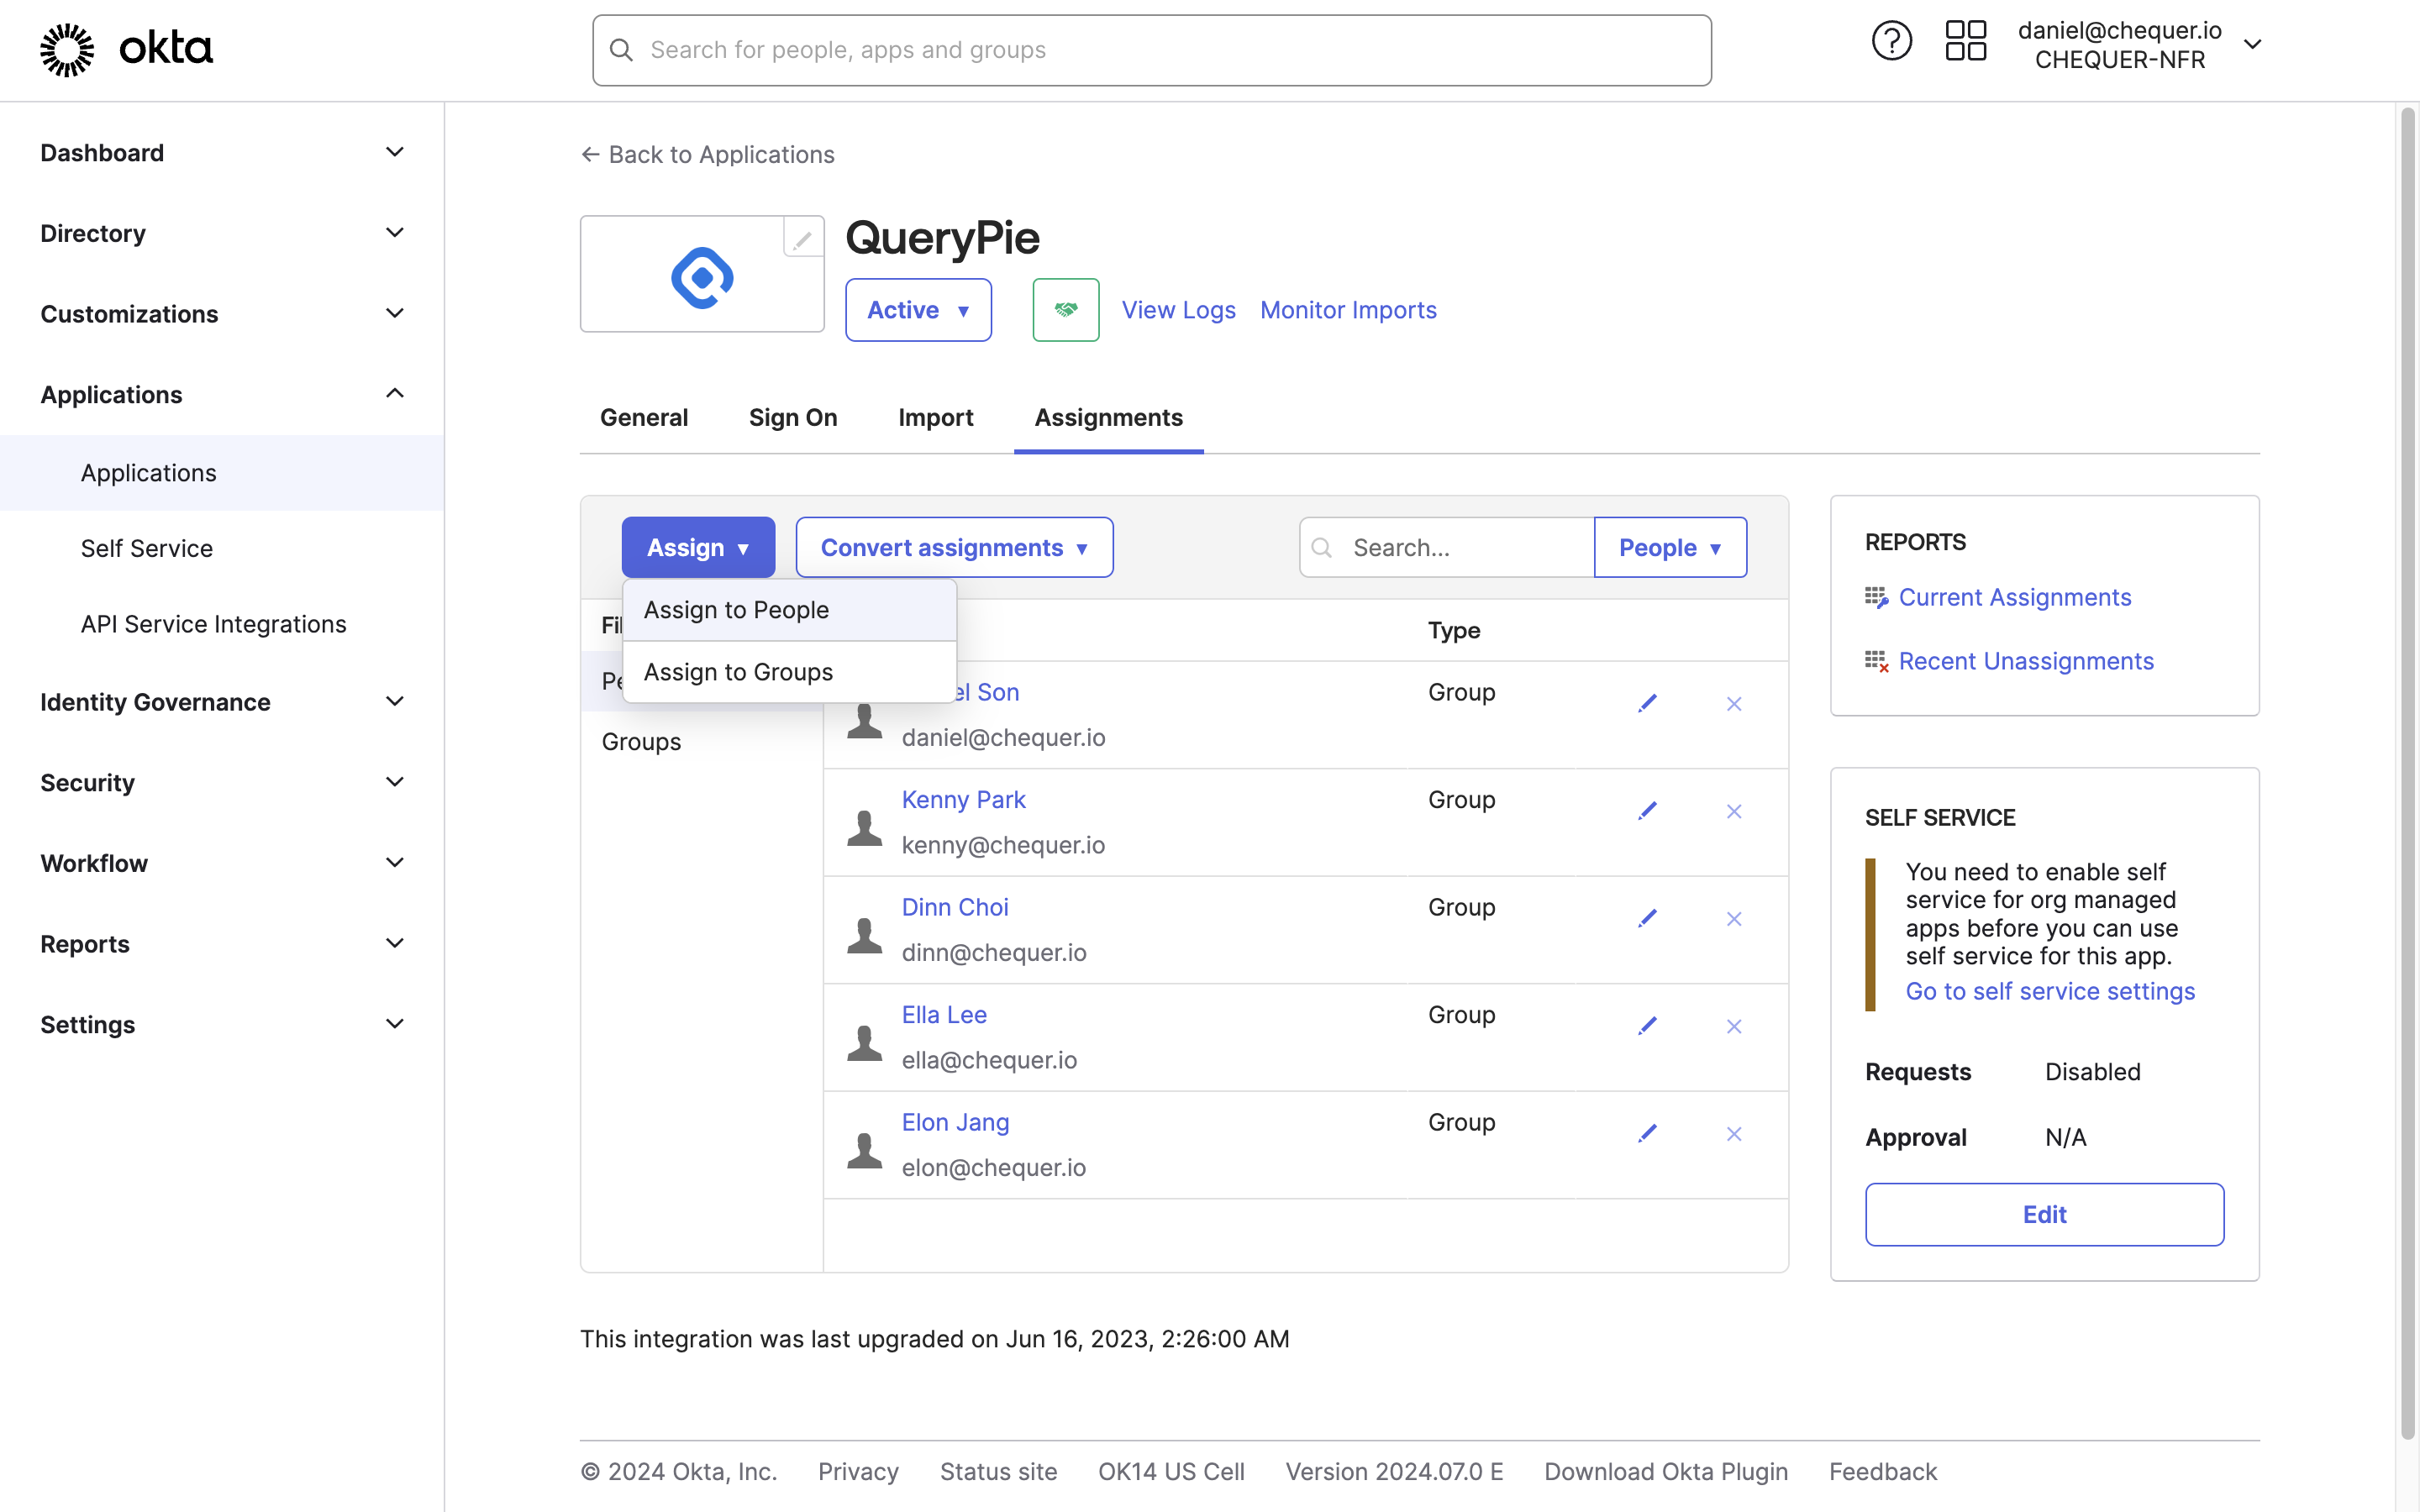 okta
Search for people, apps and groups
daniel@chequer.io
CHEQUER-NFR
Dashboard
Directory
Customizations
Applications
Applications
Self Service
API Service Integrations
Identity Governance
Security
Workflow
Reports
Settings
← Back to Applications
QueryPie
Active ▼
View Logs
Monitor Imports
General
Sign On
Import
Assignments
Assign ▼
Convert assignments ▼
Search...
People ▼
Assign to People
Assign to Groups
Groups
Type
Son
Group
daniel@chequer.io
Kenny Park
Group
kenny@chequer.io
Dinn Choi
Group
dinn@chequer.io
Ella Lee
Group
ella@chequer.io
Elon Jang
Group
elon@chequer.io
REPORTS
Current Assignments
Recent Unassignments
SELF SERVICE
You need to enable self
service for org managed
apps before you can use
self service for this app.
Go to self service settings
Requests Disabled
Approval N/A
Edit
This integration was last upgraded on Jun 16, 2023, 2:26:00 AM
© 2024 Okta, Inc. Privacy Status site OK14 US Cell Version 2024.07.0 E Download Okta Plugin Feedback